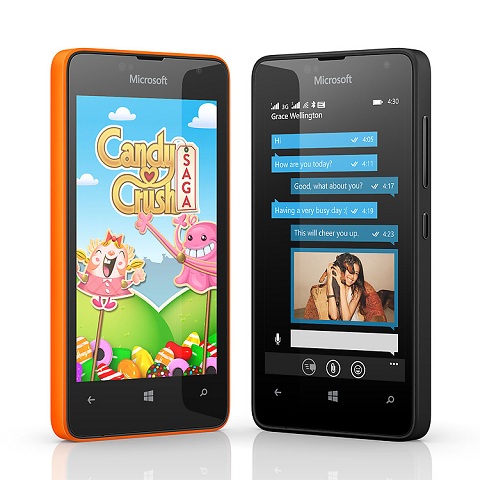 Microsoft
Candy
Crush
SAGA
Microsoft
3G 4:30
Grace Wellington
Hi 4:05
How are you today? 4:11
Good, what about you? 4:17
Having a very busy day :( 4:19
This will cheer you up. 4:23